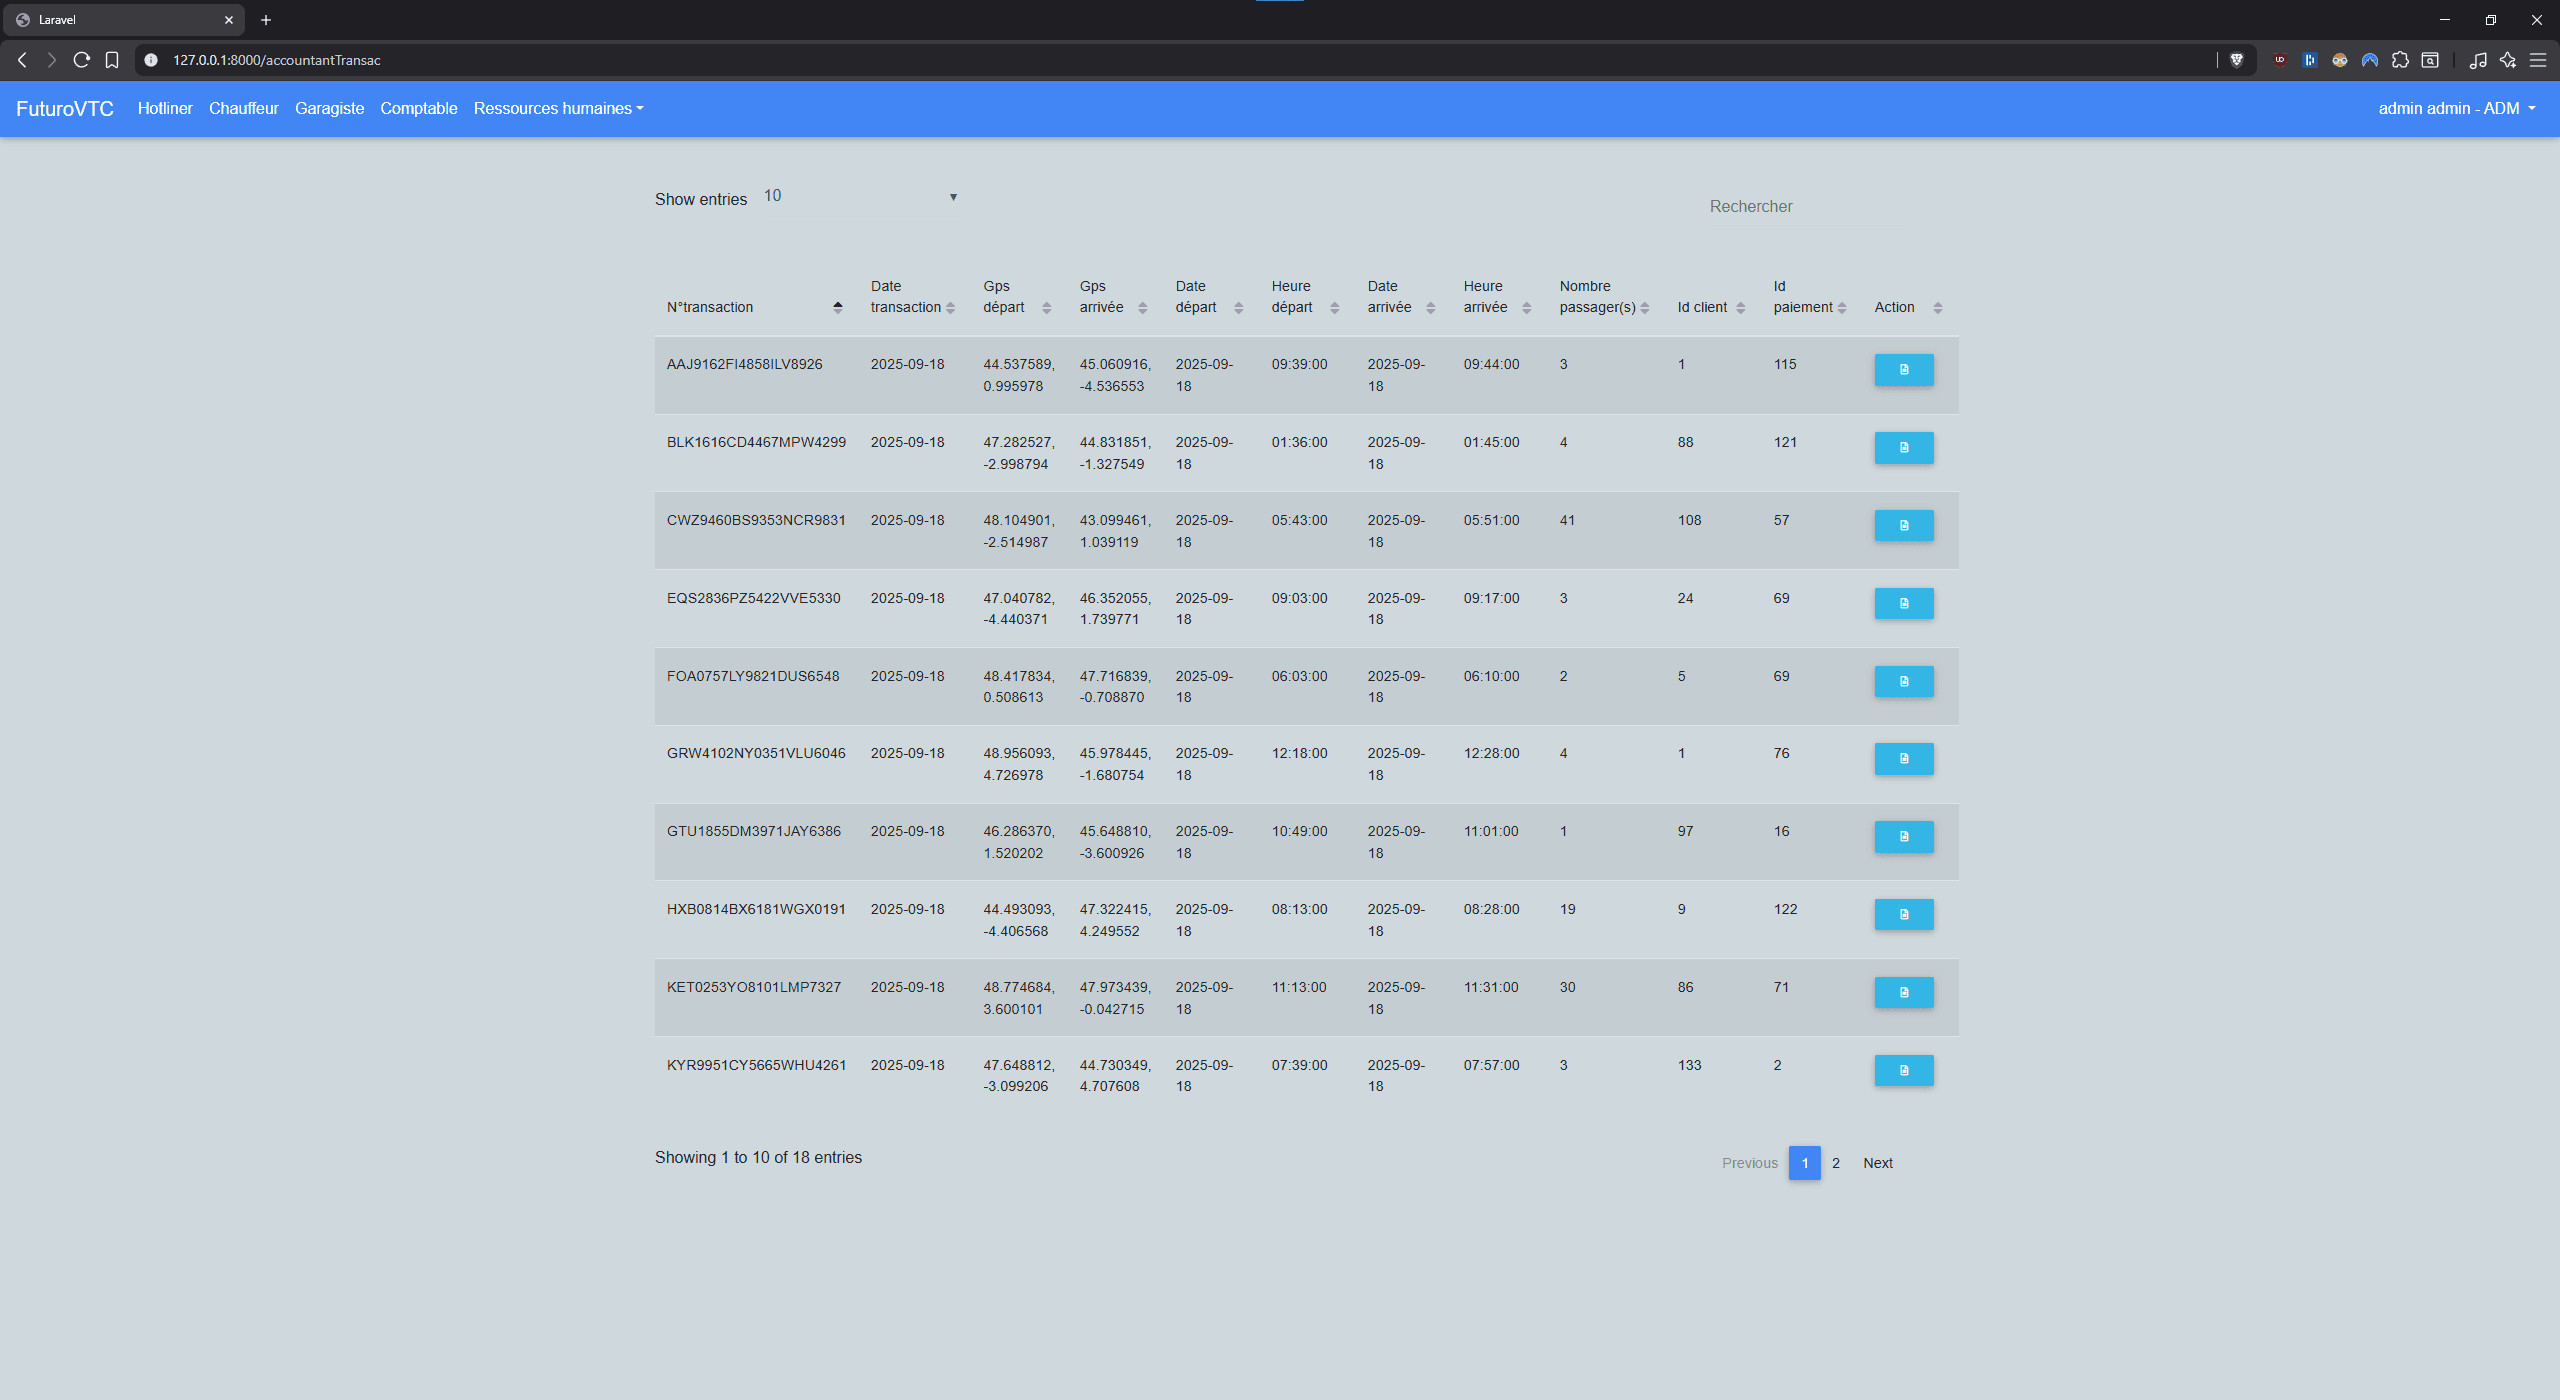 Laravel
127.0.0.1:8000/accountantTransac
FuturoVTC Hotliner Chauffeur Garagiste Comptable Ressources humaines admin admin - ADM
Show entries 10 Rechercher
N°transaction Date transaction Gps départ Gps arrivée Date départ Heure départ Date arrivée Heure arrivée Nombre passager(s) Id client Id paiement Action
AAJ9162FI4858ILV8926 2025-09-18 44.537589, 45.060916, 2025-09- 09:39:00 2025-09- 09:44:00 3 1 115
0.995978 -4.536553 18 18
BLK1616CD4467MPW4299 2025-09-18 47.282527, 44.831851, 2025-09- 01:36:00 2025-09- 01:45:00 4 88 121
-2.998794 -1.327549 18 18
CWZ9460BS9353NCR9831 2025-09-18 48.104901, 43.099461, 2025-09- 05:43:00 2025-09- 05:51:00 41 108 57
-2.514987 1.039119 18 18
EQS2836PZ5422VVE5330 2025-09-18 47.040782, 46.352055, 2025-09- 09:03:00 2025-09- 09:17:00 3 24 69
-4.440371 1.739771 18 18
FOA0757LY9821DUS6548 2025-09-18 48.417834, 47.716839, 2025-09- 06:03:00 2025-09- 06:10:00 2 5 69
0.508613 -0.708870 18 18
GRW4102NY0351VLU6046 2025-09-18 48.956093, 45.978445, 2025-09- 12:18:00 2025-09- 12:28:00 4 1 76
4.726978 -1.680754 18 18
GTU1855DM3971JAY6386 2025-09-18 46.286370, 45.648810, 2025-09- 10:49:00 2025-09- 11:01:00 1 97 16
1.520202 -3.600926 18 18
HXB0814BX6181WGX0191 2025-09-18 44.493093, 47.322415, 2025-09- 08:13:00 2025-09- 08:28:00 19 9 122
-4.406568 4.249552 18 18
KET0253YO8101LMP7327 2025-09-18 48.774684, 47.973439, 2025-09- 11:13:00 2025-09- 11:31:00 30 86 71
3.600101 -0.042715 18 18
KYR9951CY5665WHU4261 2025-09-18 47.648812, 44.730349, 2025-09- 07:39:00 2025-09- 07:57:00 3 133 2
-3.099206 4.707608 18 18
Showing 1 to 10 of 18 entries Previous 1 2 Next